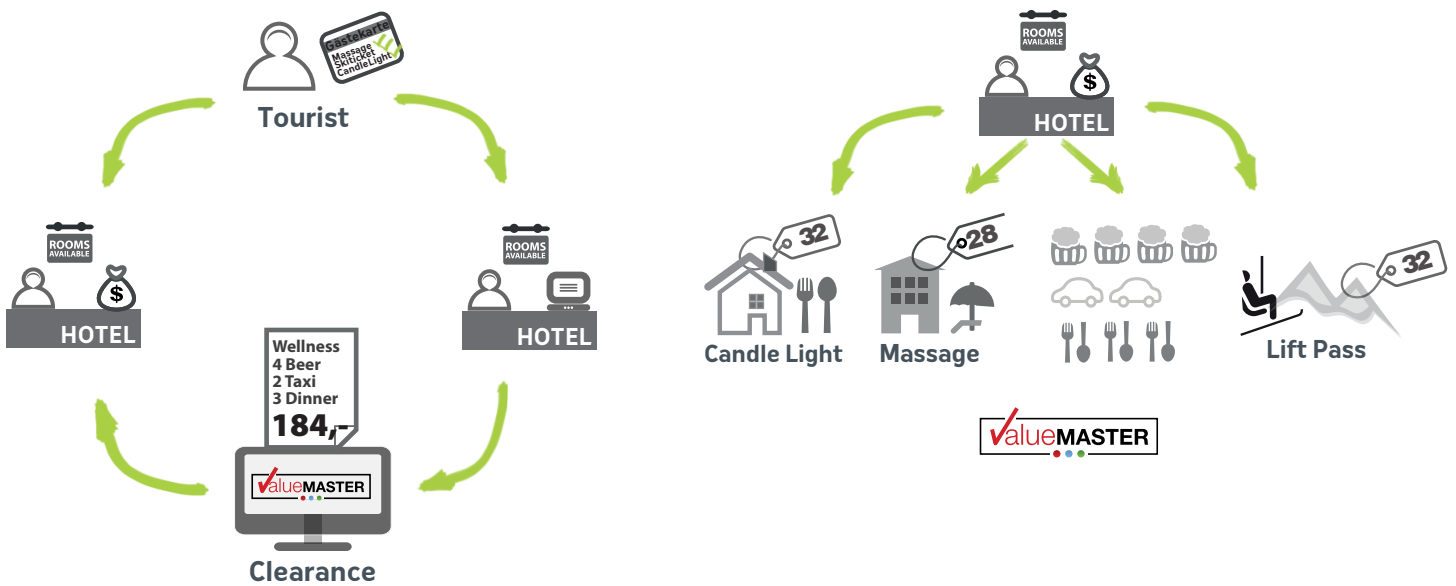 Gästekarte
Massage
Skiticket
CandleLight
Tourist
ROOMS
AVAILABLE
$
HOTEL
ROOMS
AVAILABLE
HOTEL
Wellness
4 Beer
2 Taxi
3 Dinner
184,-
valueMASTER
Clearance
ROOMS
AVAILABLE
$
HOTEL
32
Candle Light
28
Massage
32
Lift Pass
valueMASTER